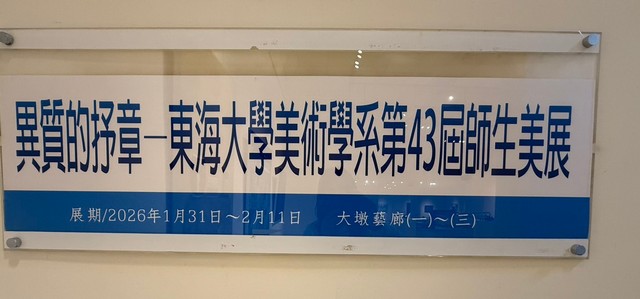 異質的抒章－東海大學美術學系第43屆師生美展
展期/2026年1月31日～2月11日 大墩藝廊(一)～(三)